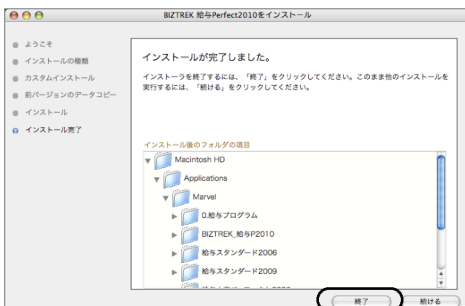 BIZTREK 給与Perfect2010をインストール
ようこそ
インストールの種類
カスタムインストール
前バージョンのデータコピー
インストール
インストール完了
インストールが完了しました。
インストーラを終了するには、「終了」をクリックしてください。このまま他のインストールを
実行するには、「続ける」をクリックしてください。
インストール後のフォルダの項目
Macintosh HD
Applications
Marvel
0.給与プログラム
BIZTREK_給与P2010
給与スタンダード2006
給与スタンダード2009
終了
続ける